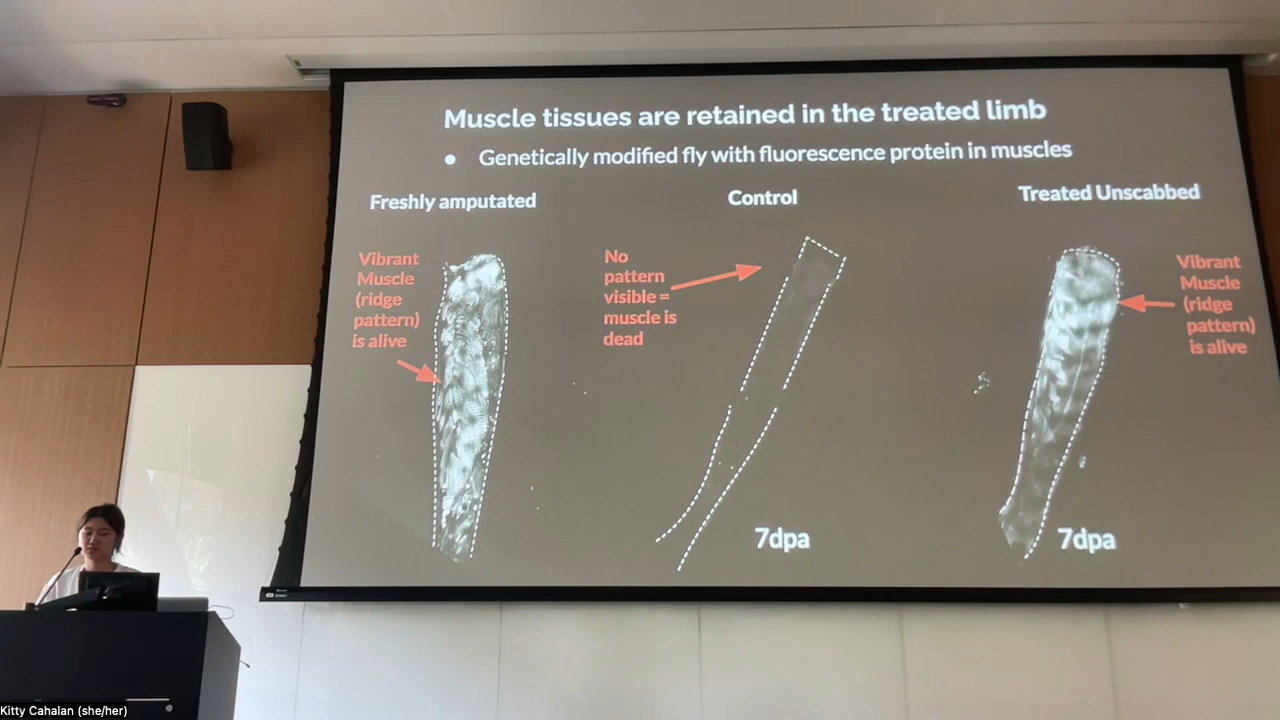 Muscle tissues are retained in the treated limb
● Genetically modified fly with fluorescence protein in muscles
Freshly amputated
Control
Treated Unscabbed
Vibrant
Muscle
(ridge
pattern)
is alive
No
pattern
visible =
muscle is
dead
Vibrant
Muscle
(ridge
pattern)
is alive
7dpa
7dpa
Kitty Cahalan (she/her)